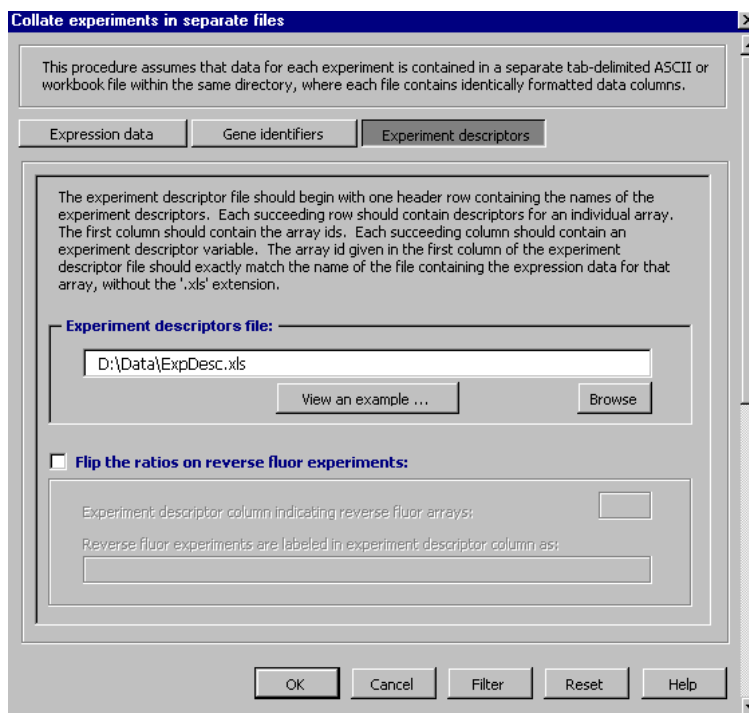 Collate experiments in separate files
This procedure assumes that data for each experiment is contained in a separate tab-delimited ASCII or
workbook file within the same directory, where each file contains identically formatted data columns.
Expression data
Gene identifiers
Experiment descriptors
The experiment descriptor file should begin with one header row containing the names of the
experiment descriptors. Each succeeding row should contain descriptors for an individual array.
The first column should contain the array ids. Each succeeding column should contain an
experiment descriptor variable. The array id given in the first column of the experiment
descriptor file should exactly match the name of the file containing the expression data for that
array, without the '.xls' extension.
Experiment descriptors file:
D:\Data\ExpDesc.xls
View an example ...
Browse
Flip the ratios on reverse fluor experiments:
Experiment descriptor column indicating reverse fluor arrays:
Reverse fluor experiments are labeled in experiment descriptor column as:
OK
Cancel
Filter
Reset
Help